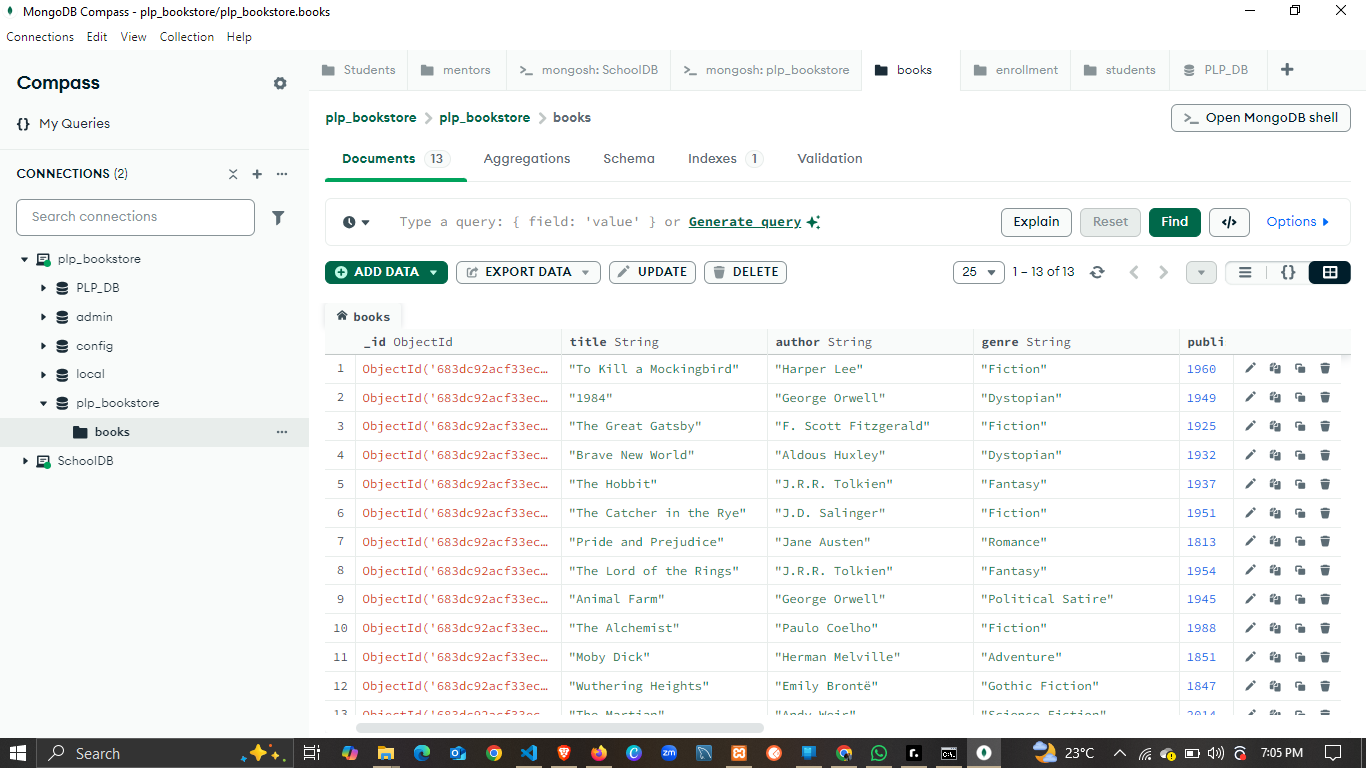 MongoDB Compass - plp_bookstore/plp_bookstore.books
Connections Edit View Collection Help
Compass
{} My Queries
CONNECTIONS (2)
Search connections
plp_bookstore
PLP_DB
admin
config
local
plp_bookstore
books
SchoolDB
Students mentors >_ mongosh: SchoolDB >_ mongosh: plp_bookstore books enrollment students PLP_DB +
plp_bookstore > plp_bookstore > books
>_ Open MongoDB shell
Documents 13 Aggregations Schema Indexes 1 Validation
Type a query: { field: 'value' } or Generate query Explain Reset Find </> Options
ADD DATA EXPORT DATA UPDATE DELETE 25 1 – 13 of 13 {}
books
_id ObjectId title String author String genre String publi
1 ObjectId('683dc92acf33ec… "To Kill a Mockingbird" "Harper Lee" "Fiction" 1960
2 ObjectId('683dc92acf33ec… "1984" "George Orwell" "Dystopian" 1949
3 ObjectId('683dc92acf33ec… "The Great Gatsby" "F. Scott Fitzgerald" "Fiction" 1925
4 ObjectId('683dc92acf33ec… "Brave New World" "Aldous Huxley" "Dystopian" 1932
5 ObjectId('683dc92acf33ec… "The Hobbit" "J.R.R. Tolkien" "Fantasy" 1937
6 ObjectId('683dc92acf33ec… "The Catcher in the Rye" "J.D. Salinger" "Fiction" 1951
7 ObjectId('683dc92acf33ec… "Pride and Prejudice" "Jane Austen" "Romance" 1813
8 ObjectId('683dc92acf33ec… "The Lord of the Rings" "J.R.R. Tolkien" "Fantasy" 1954
9 ObjectId('683dc92acf33ec… "Animal Farm" "George Orwell" "Political Satire" 1945
10 ObjectId('683dc92acf33ec… "The Alchemist" "Paulo Coelho" "Fiction" 1988
11 ObjectId('683dc92acf33ec… "Moby Dick" "Herman Melville" "Adventure" 1851
12 ObjectId('683dc92acf33ec… "Wuthering Heights" "Emily Brontë" "Gothic Fiction" 1847
13 ObjectId('683dc92acf33ec… "The Martian" "Andy Weir" "Science Fiction" 2014
Search 23°C 7:05 PM